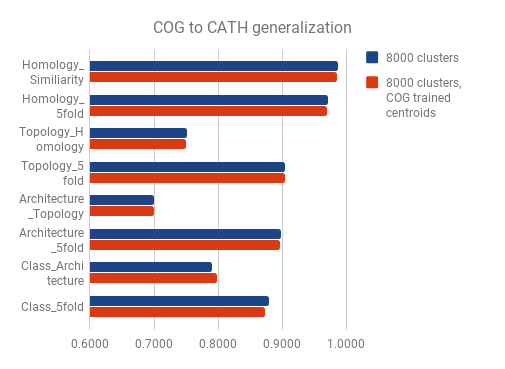 COG to CATH generalization
8000 clusters
8000 clusters,
COG trained
centroids
Homology_
Similiarity
Homology_
5fold
Topology_H
omology
Topology_5
fold
Architecture
_Topology
Architecture
_5fold
Class_Archi
tecture
Class_5fold
0.6000 0.7000 0.8000 0.9000 1.0000